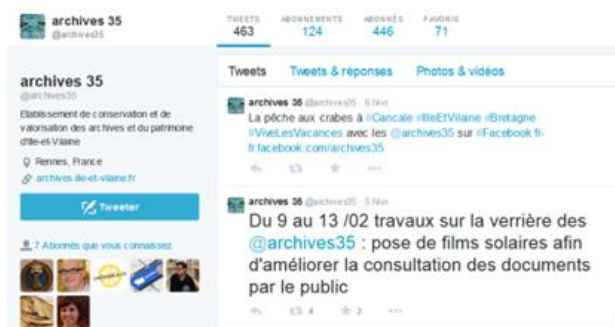 archives 35
@archives35
TWEETS
463
ABONNEMENTS
124
ABONNÉS
446
FAVORIS
71
archives 35
@archives35
Etablissement de conservation et de
valorisation des archives et du patrimoine
d'Ille-et-Vilaine
Rennes, France
archives.ille-et-vilaine.fr
Tweeter
7 Abonnés que vous connaissez
Tweets Tweets & réponses Photos & vidéos
archives 35 @archives35 · 6 févr.
La pêche aux crabes à #Cancale #IlleEtVilaine #Bretagne
#ViveLesVacances avec les @archives35 sur #Facebook fr-
fr.facebook.com/archives35
archives 35 @archives35 · 5 févr.
Du 9 au 13 /02 travaux sur la verrière des
@archives35 : pose de films solaires afin
d'améliorer la consultation des documents
par le public
4 2